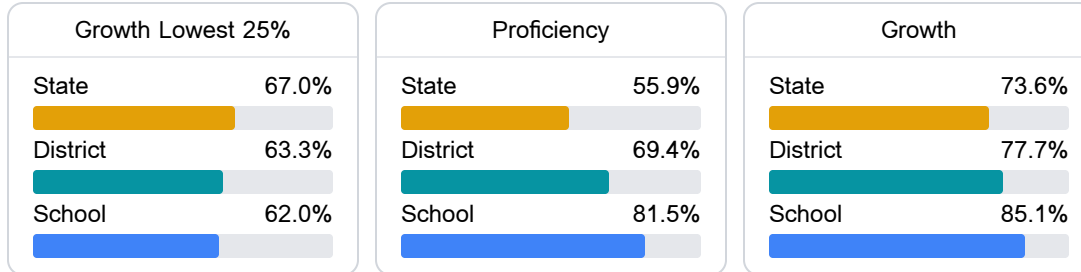 Growth Lowest 25%
State 67.0%
District 63.3%
School 62.0%
Proficiency
State 55.9%
District 69.4%
School 81.5%
Growth
State 73.6%
District 77.7%
School 85.1%